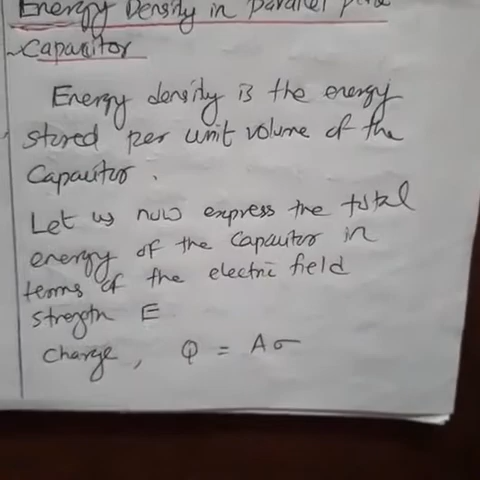 Energy Density in parallel
Capacitor
Energy density is the energy
stored per unit volume of the
Capacitor .
Let us now express the total
energy of the Capacitor in
terms of the electric field
strength E
charge, Q = Aσ